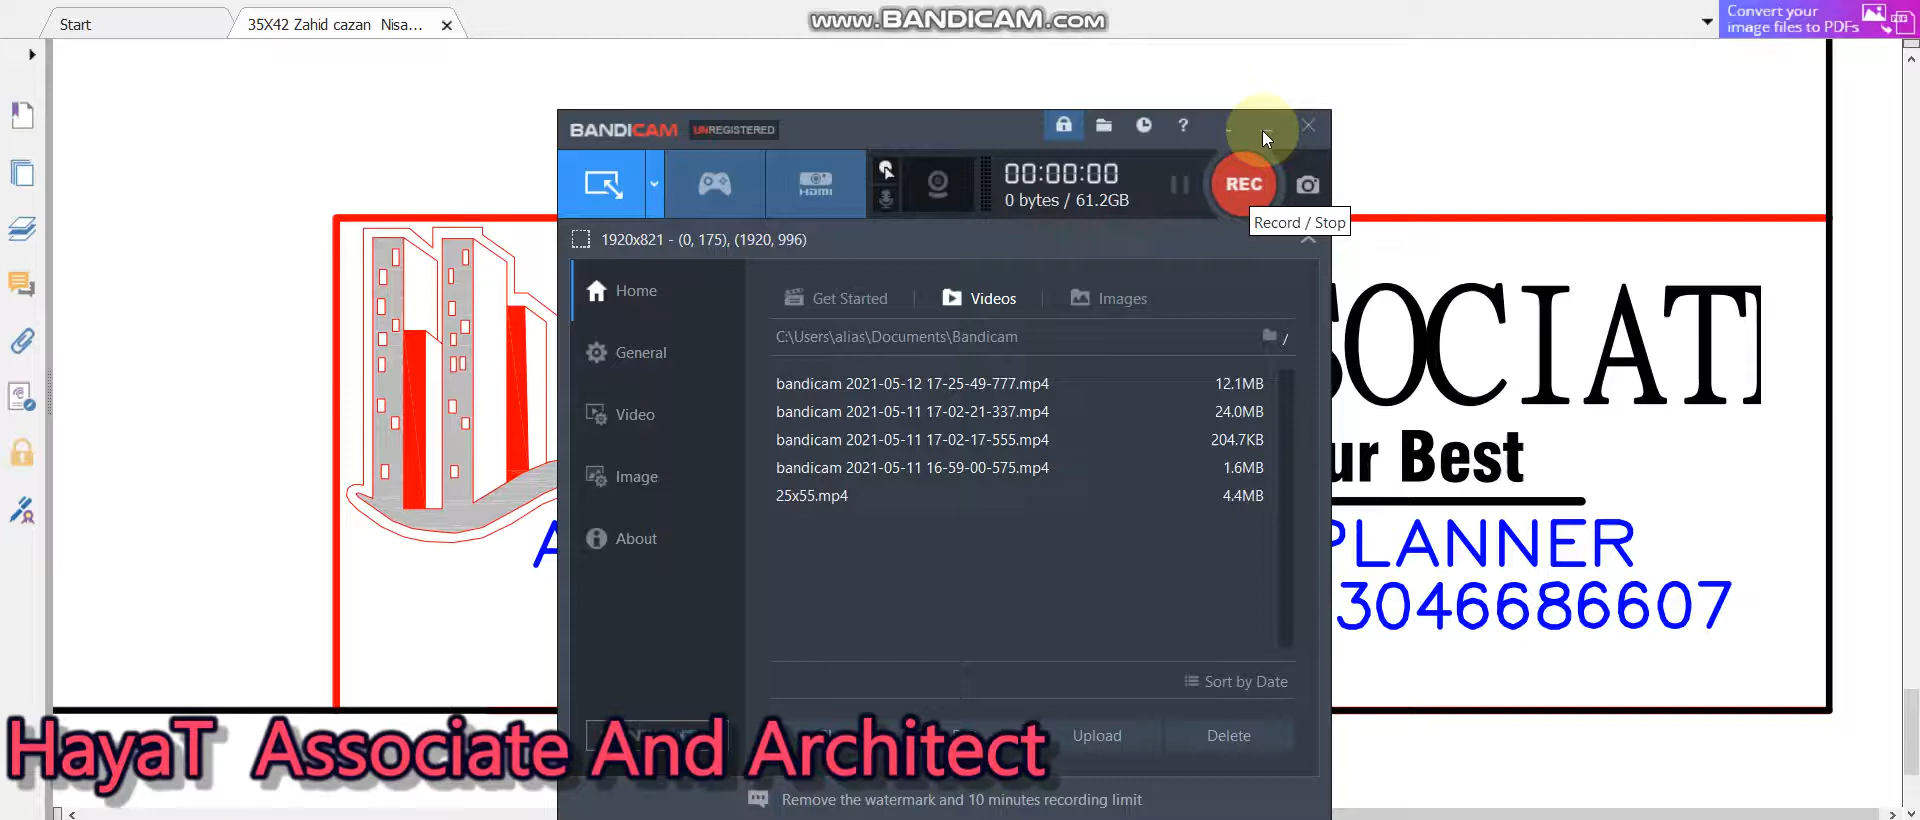 Start
35X42 Zahid cazan Nisa...
www.BANDICAM.com
Convert your
image files to PDFs
BANDICAM
UNREGISTERED
?
00:00:00
0 bytes / 61.2GB
REC
HDMI
Record / Stop
1920x821 - (0, 175), (1920, 996)
Home
General
Video
Image
About
Get Started
Videos
Images
C:\Users\alias\Documents\Bandicam
/
bandicam 2021-05-12 17-25-49-777.mp4 12.1MB
bandicam 2021-05-11 17-02-21-337.mp4 24.0MB
bandicam 2021-05-11 17-02-17-555.mp4 204.7KB
bandicam 2021-05-11 16-59-00-575.mp4 1.6MB
25x55.mp4 4.4MB
Sort by Date
Upload
Delete
Remove the watermark and 10 minutes recording limit
SOCIAT
ur Best
PLANNER
3046686607
HayaT Associate And Architect